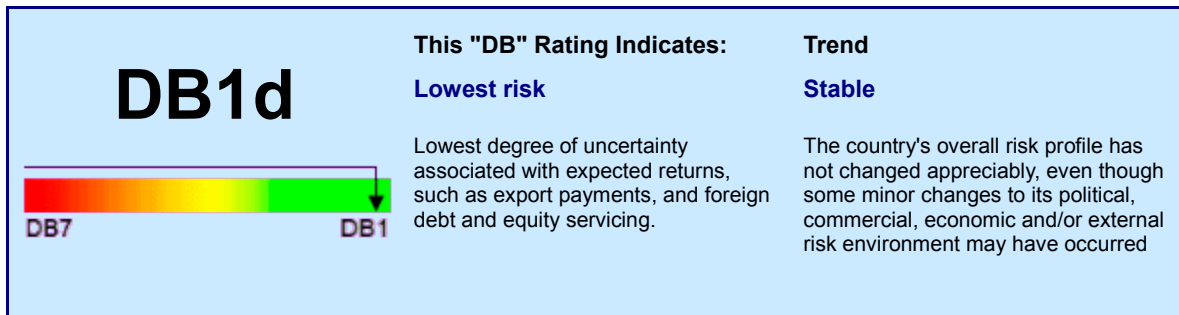 DB1d
DB7
DB1
This "DB" Rating Indicates:
Lowest risk
Lowest degree of uncertainty
associated with expected returns,
such as export payments, and foreign
debt and equity servicing.
Trend
Stable
The country's overall risk profile has
not changed appreciably, even though
some minor changes to its political,
commercial, economic and/or external
risk environment may have occurred